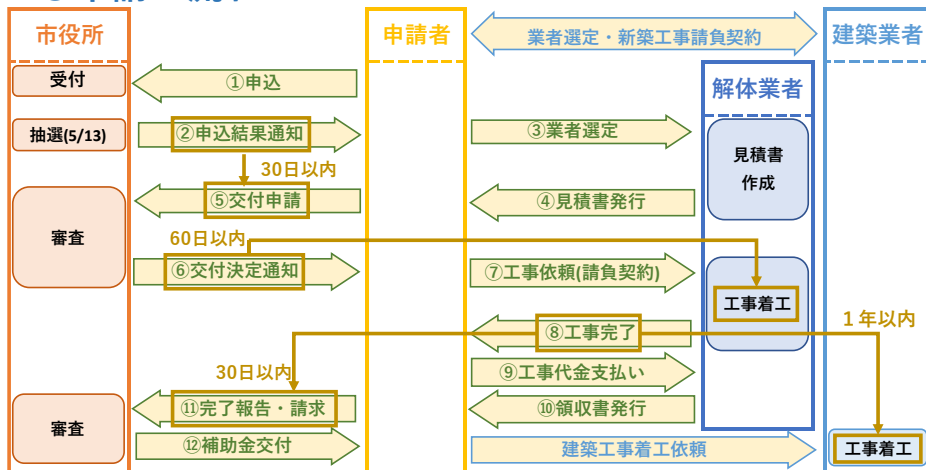 市役所
申請者
業者選定・新築工事請負契約
建築業者
受付
①申込
解体業者
抽選(5/13)
②申込結果通知
③業者選定
見積書
作成
30日以内
⑤交付申請
④見積書発行
審査
60日以内
⑥交付決定通知
⑦工事依頼(請負契約)
工事着工
⑧工事完了
1年以内
30日以内
⑨工事代金支払い
⑪完了報告・請求
⑩領収書発行
審査
⑫補助金交付
建築工事着工依頼
工事着工